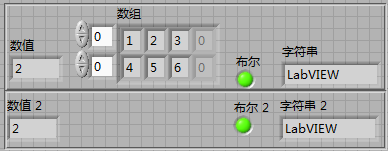 数组
数值
0 1 2 3 0
布尔
字符串
2
0 4 5 6 0
LabVIEW
数值 2
布尔 2
字符串 2
2
LabVIEW